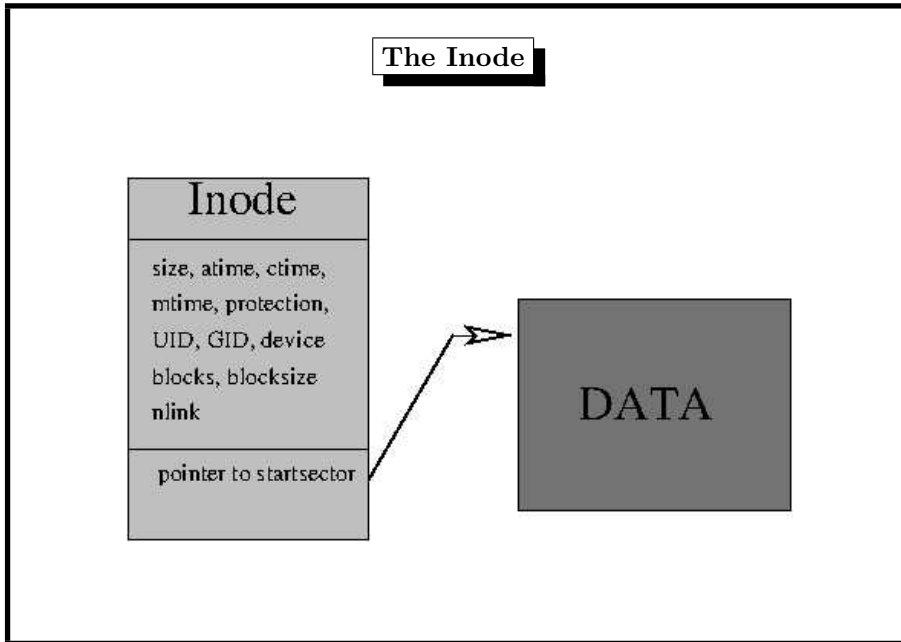 The Inode
Inode
size, atime, ctime,
mtime, protection,
UID, GID, device
blocks, blocksize
nlink
pointer to startsector
DATA